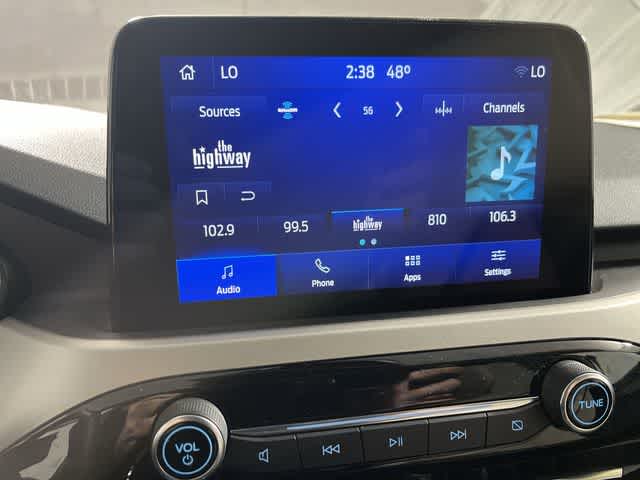 LO 2:38 48° LO
Sources 56 Channels
the
highway
102.9 99.5 the highway 810 106.3
Audio Phone Apps Settings
VOL TUNE